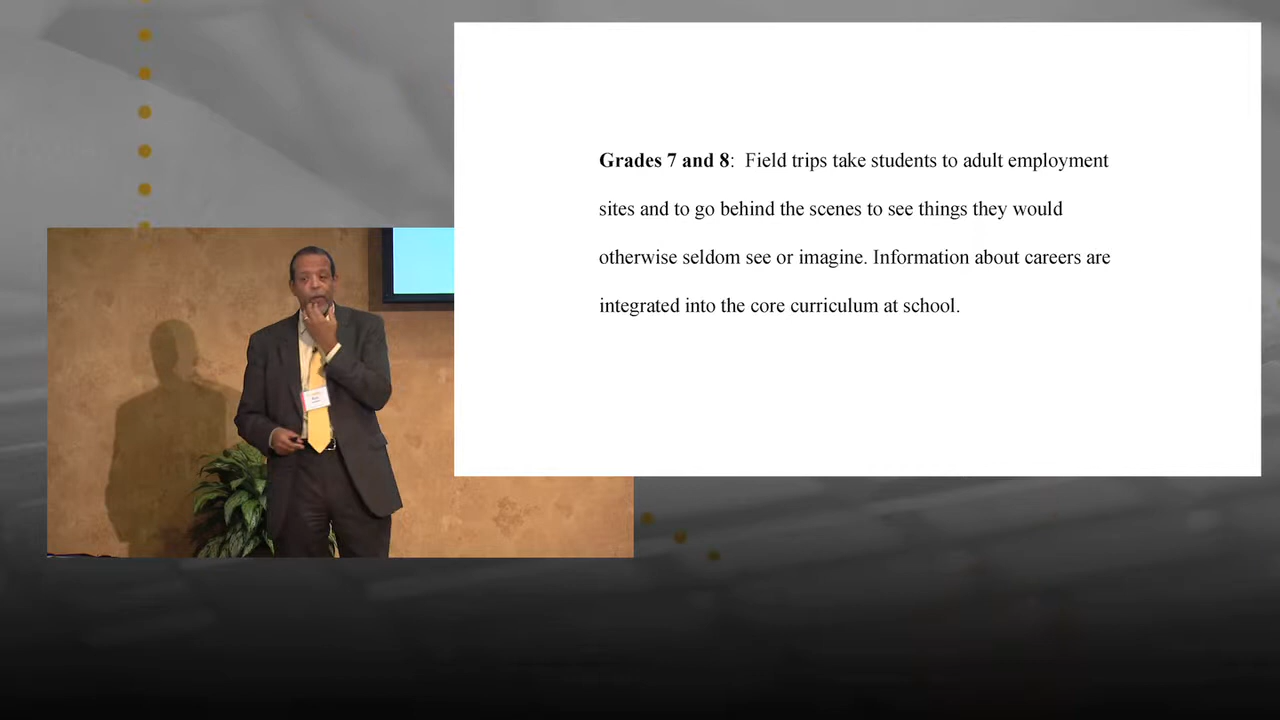 Grades 7 and 8:  Field trips take students to adult employment
sites and to go behind the scenes to see things they would
otherwise seldom see or imagine. Information about careers are
integrated into the core curriculum at school.